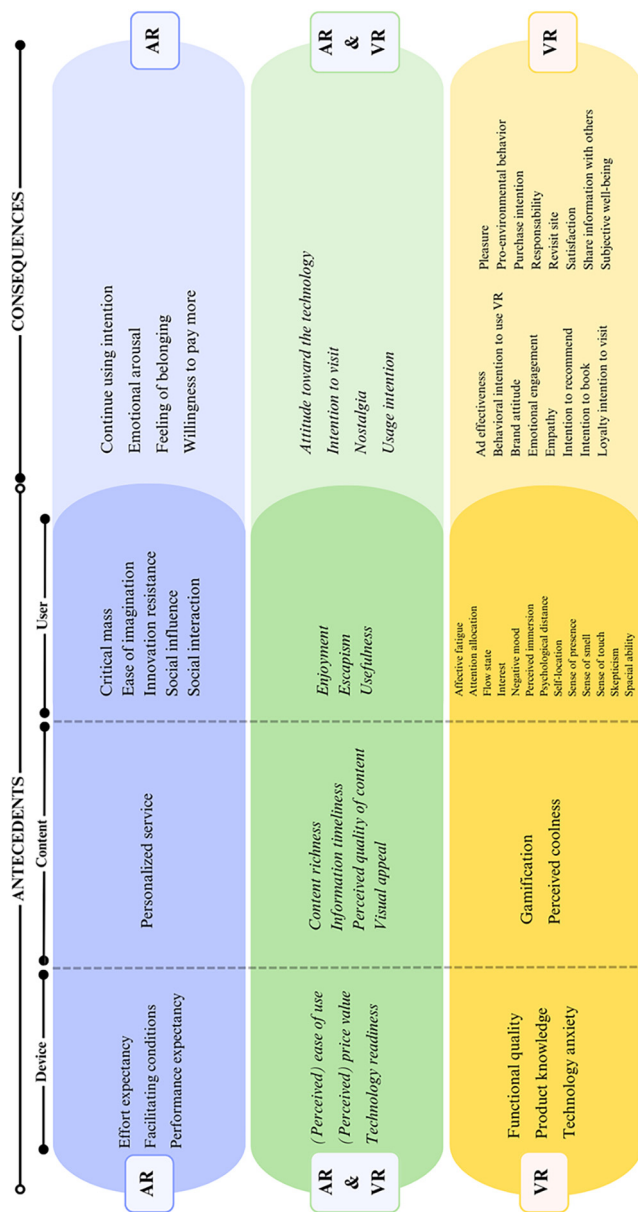 ANTECEDENTS
CONSEQUENCES
Device
Content
User
AR
Effort expectancy
Facilitating conditions
Performance expectancy
Personalized service
Critical mass
Ease of imagination
Innovation resistance
Social influence
Social interaction
Continue using intention
Emotional arousal
Feeling of belonging
Willingness to pay more
AR
AR
&
VR
(Perceived) ease of use
(Perceived) price value
Technology readiness
Content richness
Information timeliness
Perceived quality of content
Visual appeal
Enjoyment
Escapism
Usefulness
Attitude toward the technology
Intention to visit
Nostalgia
Usage intention
AR
&
VR
VR
Functional quality
Product knowledge
Technology anxiety
Gamification
Perceived coolness
Affective fatigue
Attention allocation
Flow state
Interest
Negative mood
Perceived immersion
Psychological distance
Self-location
Sense of presence
Sense of smell
Sense of touch
Skepticism
Spacial ability
Ad effectiveness
Behavioral intention to use VR
Brand attitude
Emotional engagement
Empathy
Intention to recommend
Intention to book
Loyalty intention to visit
Pleasure
Pro-environmental behavior
Purchase intention
Responsability
Revisit site
Satisfaction
Share information with others
Subjective well-being
VR